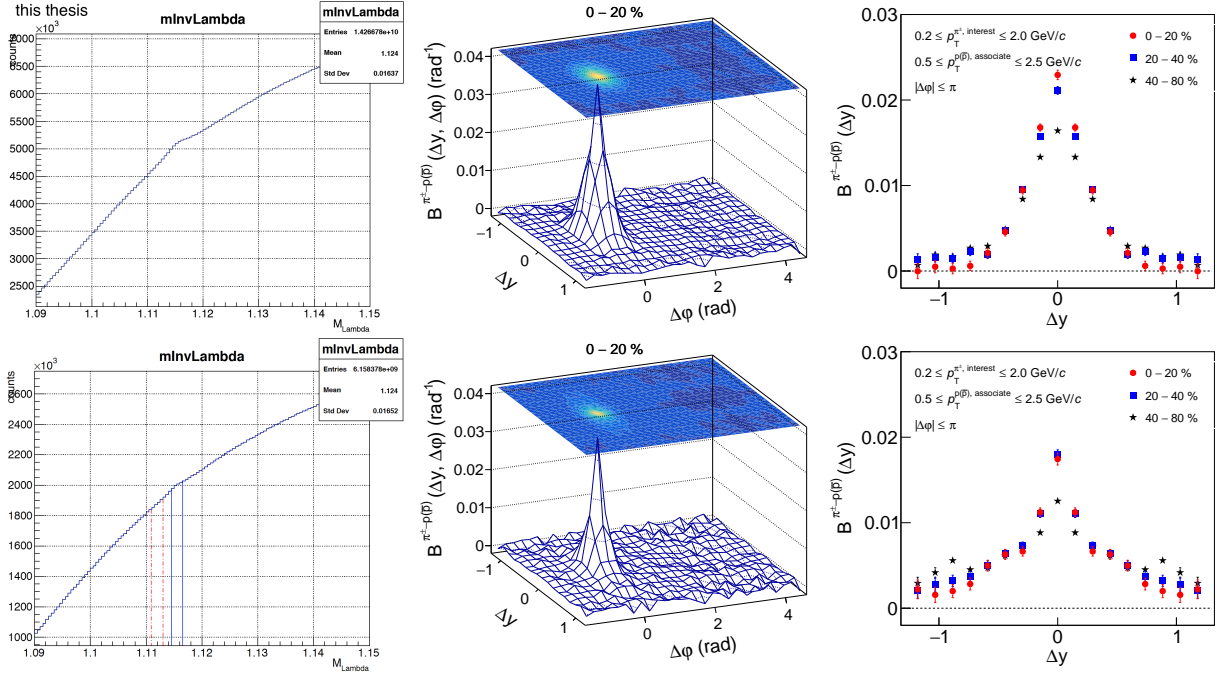 this thesis
mInvLambda
mInvLambda
Entries 1.426678e+10
Mean 1.124
Std Dev 0.01637
×10³
counts
6500
6000
5500
5000
4500
4000
3500
3000
2500
1.09 1.1 1.11 1.12 1.13 1.14 1.15
M_Lambda
0 – 20 %
B^π±–p(p̄) (Δy, Δφ) (rad⁻¹)
0.04
0.03
0.02
0.01
0
−1 0 1
Δy
0 2 4
Δφ (rad)
0.2 ≤ p_T^π±, interest ≤ 2.0 GeV/c
0.5 ≤ p_T^p(p̄), associate ≤ 2.5 GeV/c
|Δφ| ≤ π
0 – 20 %
20 – 40 %
40 – 80 %
B^π±–p(p̄) (Δy)
0.03
0.02
0.01
0
−1 0 1
Δy
mInvLambda
mInvLambda
Entries 6.158378e+09
Mean 1.124
Std Dev 0.01652
×10³
counts
2600
2400
2200
2000
1800
1600
1400
1200
1000
1.09 1.1 1.11 1.12 1.13 1.14 1.15
M_Lambda
0 – 20 %
B^π±–p(p̄) (Δy, Δφ) (rad⁻¹)
0.04
0.03
0.02
0.01
0
−1 0 1
Δy
0 2 4
Δφ (rad)
0.2 ≤ p_T^π±, interest ≤ 2.0 GeV/c
0.5 ≤ p_T^p(p̄), associate ≤ 2.5 GeV/c
|Δφ| ≤ π
0 – 20 %
20 – 40 %
40 – 80 %
B^π±–p(p̄) (Δy)
0.03
0.02
0.01
0
−1 0 1
Δy